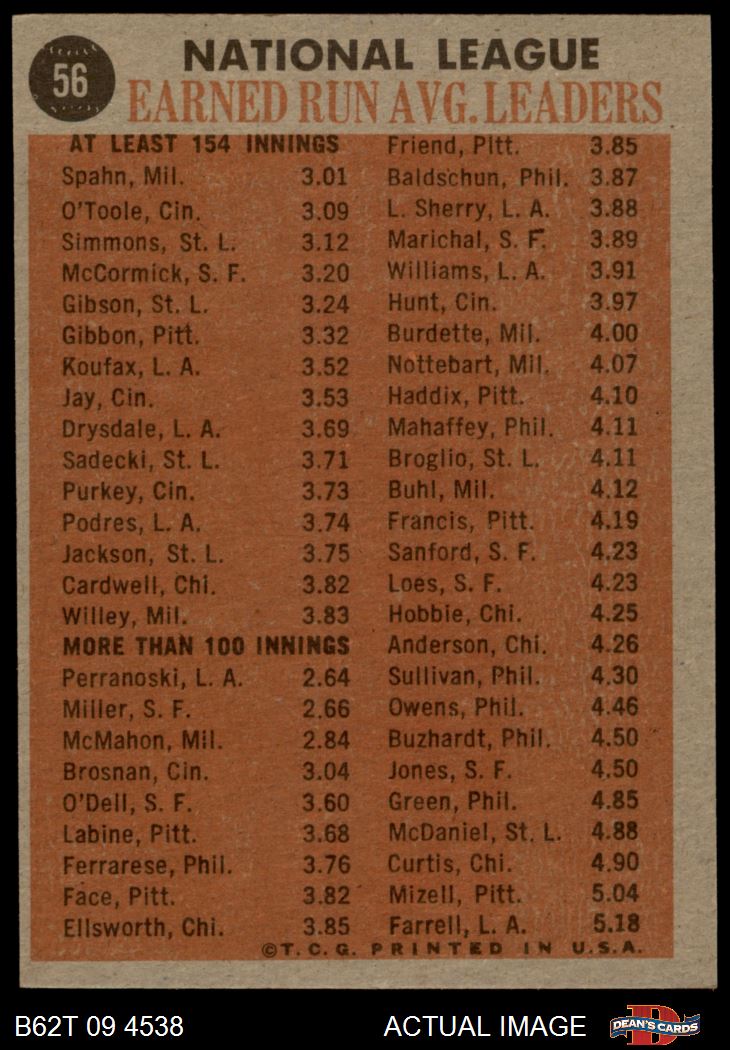 56
NATIONAL LEAGUE
EARNED RUN AVG. LEADERS
AT LEAST 154 INNINGS
Spahn, Mil. 3.01
O'Toole, Cin. 3.09
Simmons, St. L. 3.12
McCormick, S. F. 3.20
Gibson, St. L. 3.24
Gibbon, Pitt. 3.32
Koufax, L. A. 3.52
Jay, Cin. 3.53
Drysdale, L. A. 3.69
Sadecki, St. L. 3.71
Purkey, Cin. 3.73
Podres, L. A. 3.74
Jackson, St. L. 3.75
Cardwell, Chi. 3.82
Willey, Mil. 3.83
MORE THAN 100 INNINGS
Perranoski, L. A. 2.64
Miller, S. F. 2.66
McMahon, Mil. 2.84
Brosnan, Cin. 3.04
O'Dell, S. F. 3.60
Labine, Pitt. 3.68
Ferrarese, Phil. 3.76
Face, Pitt. 3.82
Ellsworth, Chi. 3.85
Friend, Pitt. 3.85
Baldschun, Phil. 3.87
L. Sherry, L. A. 3.88
Marichal, S. F. 3.89
Williams, L. A. 3.91
Hunt, Cin. 3.97
Burdette, Mil. 4.00
Nottebart, Mil. 4.07
Haddix, Pitt. 4.10
Mahaffey, Phil. 4.11
Broglio, St. L. 4.11
Buhl, Mil. 4.12
Francis, Pitt. 4.19
Sanford, S. F. 4.23
Loes, S. F. 4.23
Hobbie, Chi. 4.25
Anderson, Chi. 4.26
Sullivan, Phil. 4.30
Owens, Phil. 4.46
Buzhardt, Phil. 4.50
Jones, S. F. 4.50
Green, Phil. 4.85
McDaniel, St. L. 4.88
Curtis, Chi. 4.90
Mizell, Pitt. 5.04
Farrell, L. A. 5.18
©T. C. G. PRINTED IN U.S.A.
B62T 09 4538
ACTUAL IMAGE
D
DEAN'S CARDS